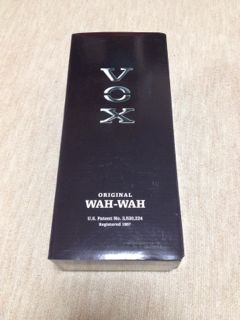 VOX
ORIGINAL
WAH-WAH
U.S. Patent No. 3,530,224
Registered 1967